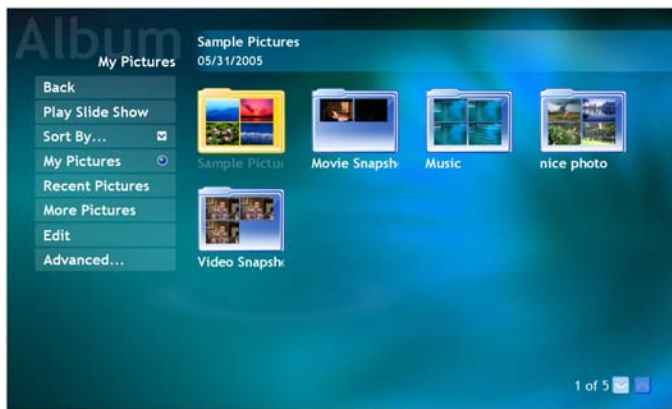 Album
My Pictures
Sample Pictures
05/31/2005
Back
Play Slide Show
Sort By...
My Pictures
Recent Pictures
More Pictures
Edit
Advanced...
Sample Pictu
Movie Snapsh
Music
nice photo
Video Snapsh
1 of 5